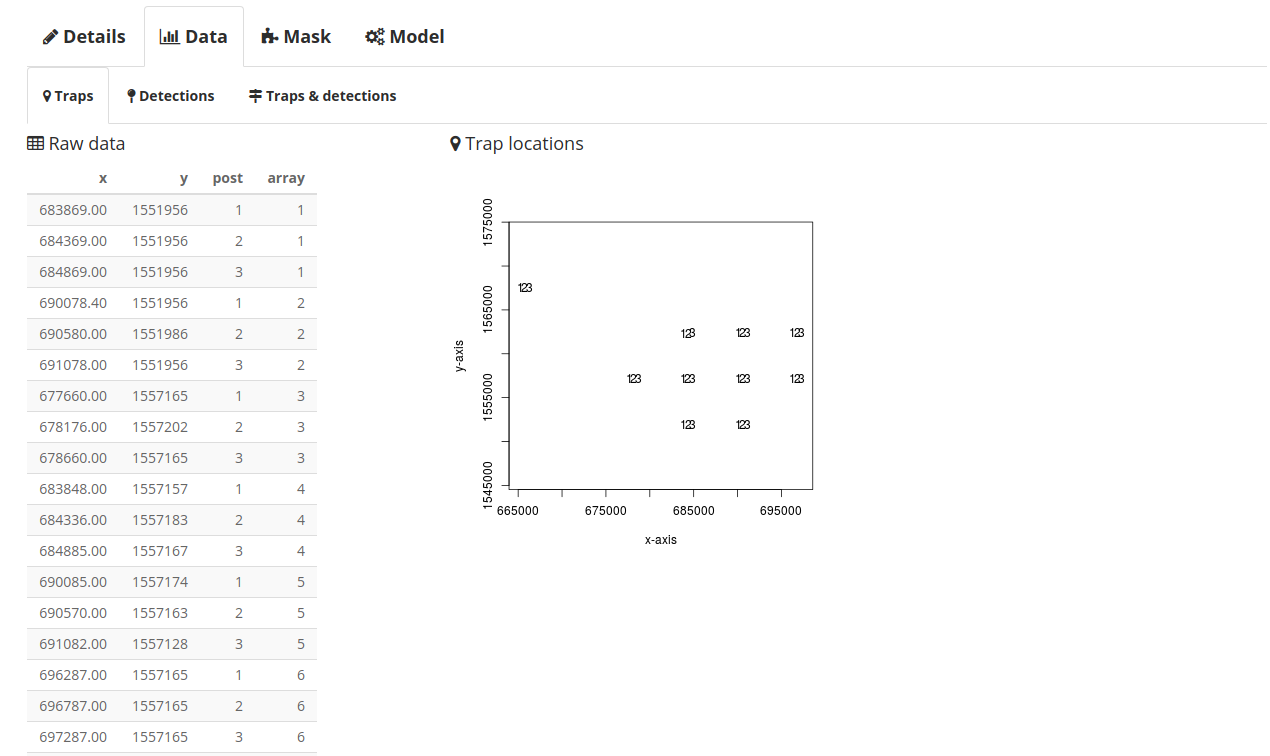 Details Data Mask Model
Traps Detections Traps & detections
Raw data
x y post array
683869.00 1551956 1 1
684369.00 1551956 2 1
684869.00 1551956 3 1
690078.40 1551956 1 2
690580.00 1551986 2 2
691078.00 1551956 3 2
677660.00 1557165 1 3
678176.00 1557202 2 3
678660.00 1557165 3 3
683848.00 1557157 1 4
684336.00 1557183 2 4
684885.00 1557167 3 4
690085.00 1557174 1 5
690570.00 1557163 2 5
691082.00 1557128 3 5
696287.00 1557165 1 6
696787.00 1557165 2 6
697287.00 1557165 3 6
Trap locations
1575000
1565000
1555000
1545000
y-axis
123
123 123 123
123 123 123 123
123 123
665000 675000 685000 695000
x-axis